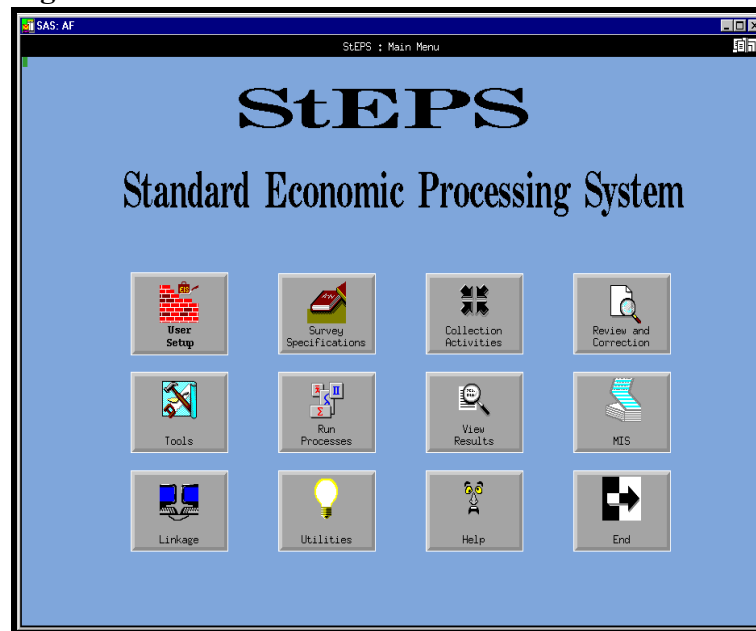 SAS: AF
StEPS : Main Menu
StEPS
Standard Economic Processing System
User
Setup
Survey
Specifications
Collection
Activities
Review and
Correction
Tools
Run
Processes
View
Results
MIS
Linkage
Utilities
Help
End